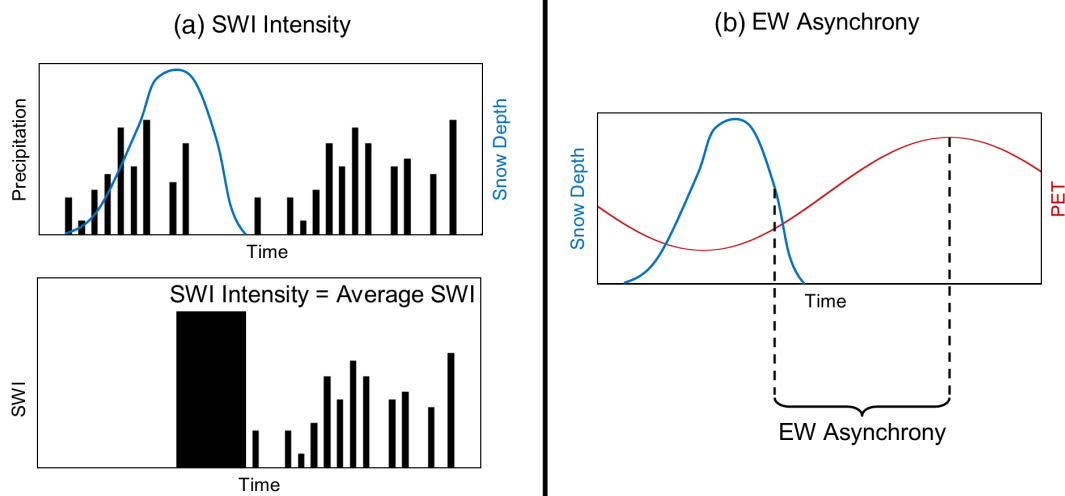 (a) SWI Intensity
Precipitation
Snow Depth
Time
SWI Intensity = Average SWI
SWI
Time
(b) EW Asynchrony
Snow Depth
PET
Time
EW Asynchrony